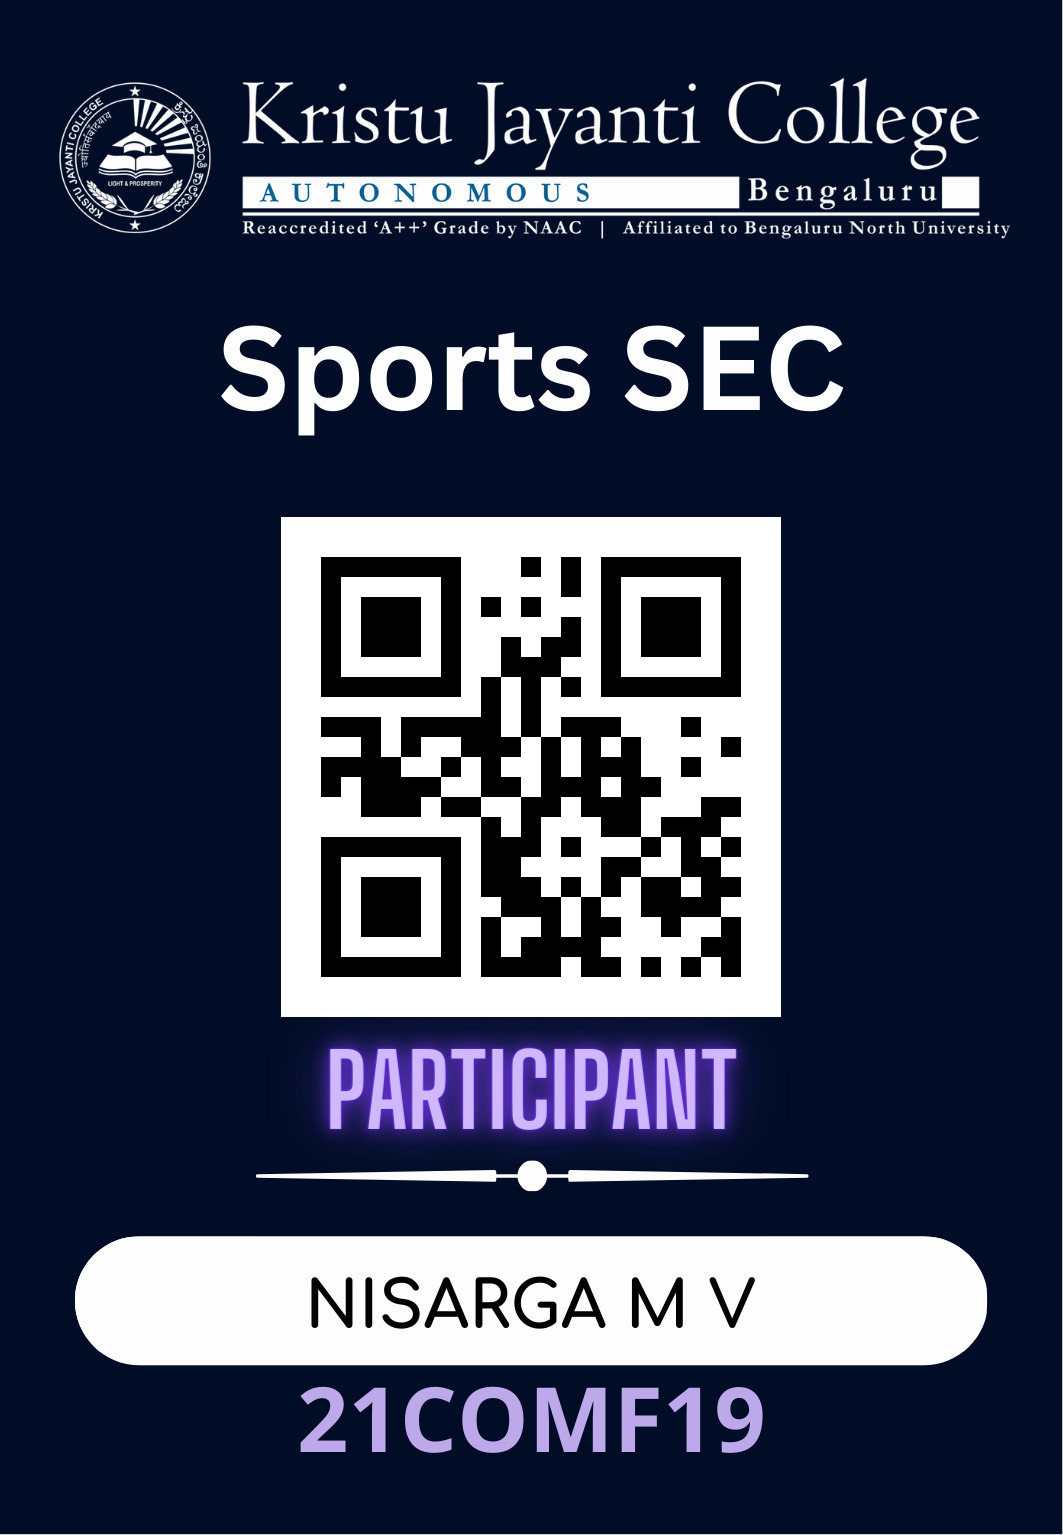 KRISTU JAYANTI COLLEGE
ಕ್ರಿಸ್ತು ಜಯಂತಿ ಕಾಲೇಜು
LIGHT & PROSPERITY
Kristu Jayanti College
AUTONOMOUS Bengaluru
Reaccredited ‘A++’ Grade by NAAC | Affiliated to Bengaluru North University
Sports SEC
PARTICIPANT
NISARGA M V
21COMF19